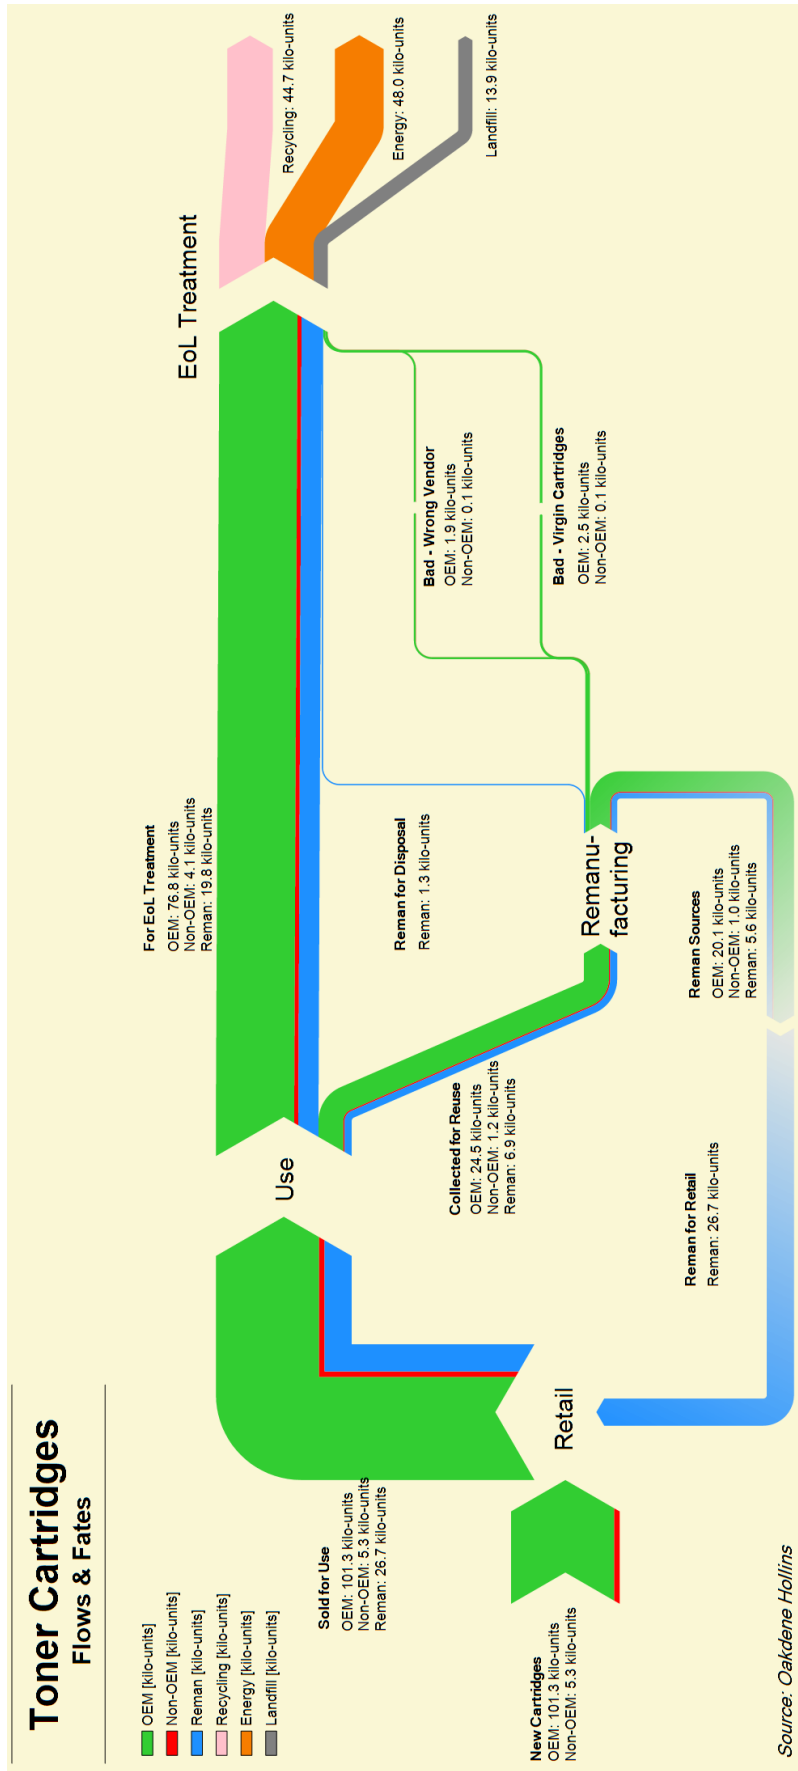 Toner Cartridges
Flows & Fates
OEM [kilo-units]
Non-OEM [kilo-units]
Reman [kilo-units]
Recycling [kilo-units]
Energy [kilo-units]
Landfill [kilo-units]
New Cartridges
OEM: 101.3 kilo-units
Non-OEM: 5.3 kilo-units
Retail
Sold for Use
OEM: 101.3 kilo-units
Non-OEM: 5.3 kilo-units
Reman: 26.7 kilo-units
Use
For EoL Treatment
OEM: 76.8 kilo-units
Non-OEM: 4.1 kilo-units
Reman: 19.8 kilo-units
Collected for Reuse
OEM: 24.5 kilo-units
Non-OEM: 1.2 kilo-units
Reman: 6.9 kilo-units
Remanu-
facturing
Reman for Disposal
Reman: 1.3 kilo-units
Reman Sources
OEM: 20.1 kilo-units
Non-OEM: 1.0 kilo-units
Reman: 5.6 kilo-units
Reman for Retail
Reman: 26.7 kilo-units
Bad - Wrong Vendor
OEM: 1.9 kilo-units
Non-OEM: 0.1 kilo-units
Bad - Virgin Cartridges
OEM: 2.5 kilo-units
Non-OEM: 0.1 kilo-units
EoL Treatment
Recycling: 44.7 kilo-units
Energy: 48.0 kilo-units
Landfill: 13.9 kilo-units
Source: Oakdene Hollins